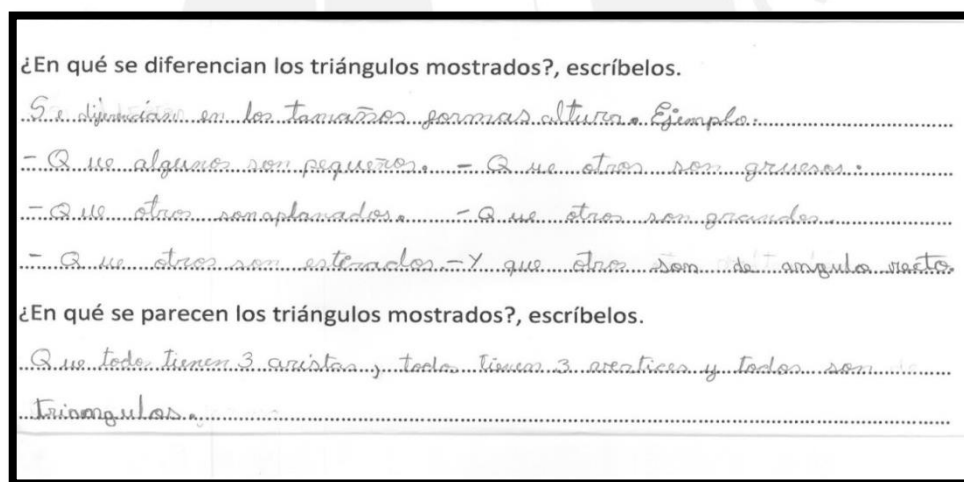 ¿En qué se diferencian los triángulos mostrados?, escríbelos.
Se diferencian en los tamaños formas altura. Ejemplo:
- Que algunos son pequeños. - Que otros son gruesos.
- Que otros son aplanados. - Que otros son grandes.
- Que otros son esterados. - Y que otros son de angulo recto.
¿En qué se parecen los triángulos mostrados?, escríbelos.
Que todo tienen 3 aristas y todos tienen 3 vertices y todos son
triangulos.